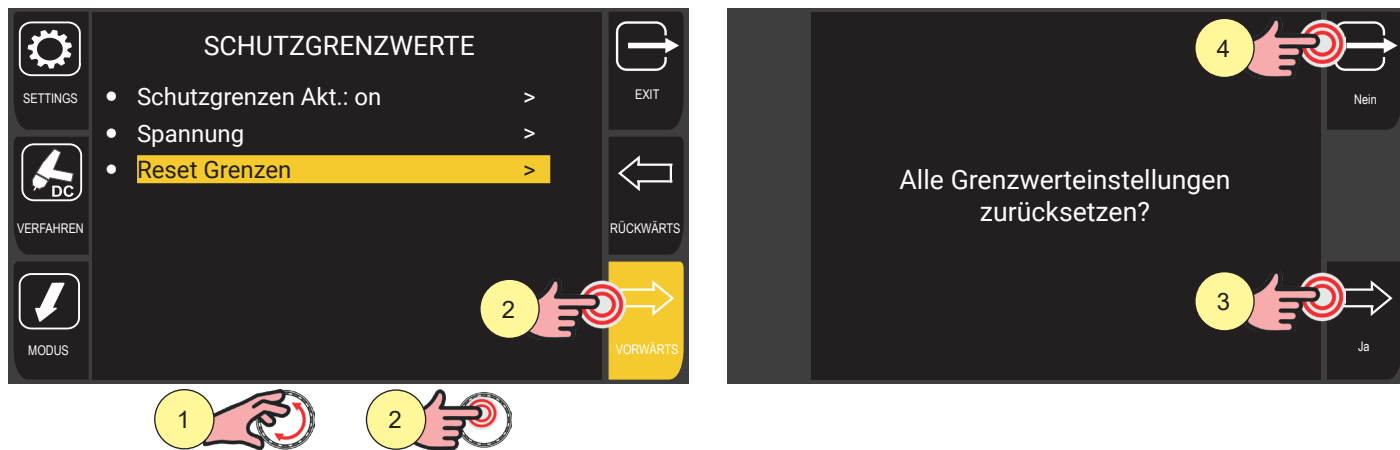 SCHUTZGRENZWERTE
SETTINGS
VERFAHREN
DC
MODUS
Schutzgrenzen Akt.: on >
Spannung >
Reset Grenzen >
EXIT
RÜCKWÄRTS
VORWÄRTS
2
1
2
Alle Grenzwerteinstellungen
zurücksetzen?
4
Nein
3
Ja